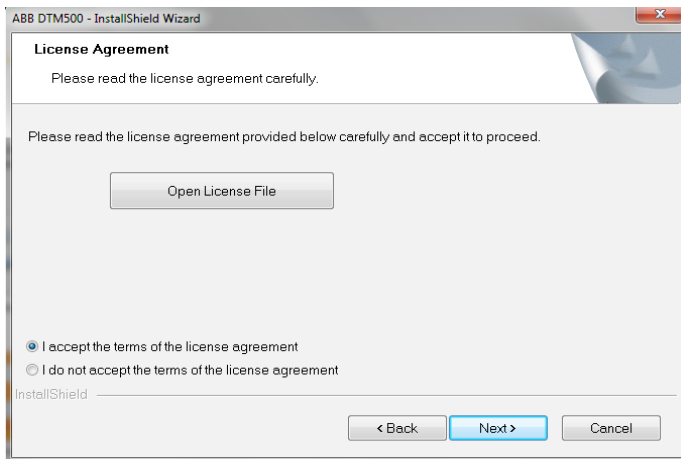 ABB DTM500 - InstallShield Wizard
License Agreement
Please read the license agreement carefully.
Please read the license agreement provided below carefully and accept it to proceed.
Open License File
I accept the terms of the license agreement
I do not accept the terms of the license agreement
InstallShield
< Back Next > Cancel